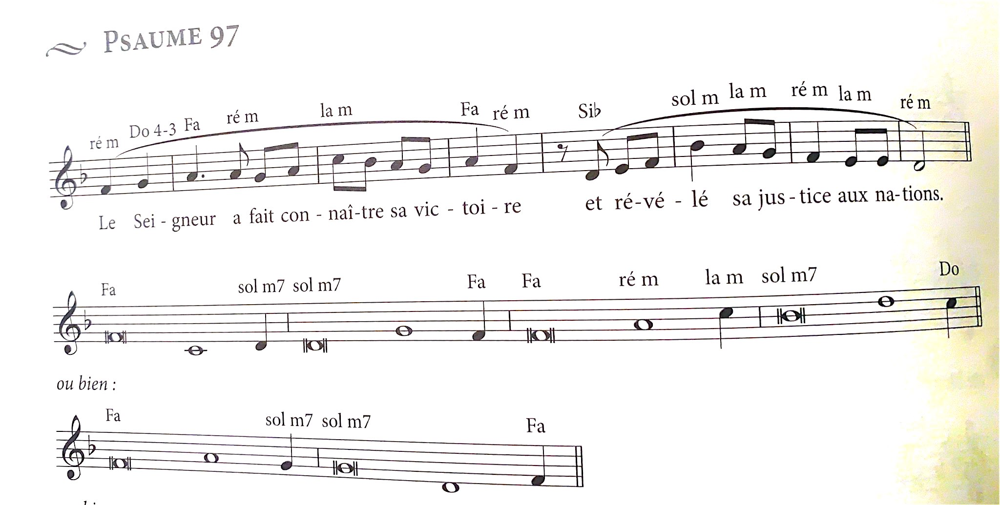 PSAUME 97
ré m Do 4-3 Fa ré m la m Fa ré m Sib sol m la m ré m la m ré m
Le Sei - gneur a fait con - naî-tre sa vic - toi - re et ré-vé - lé sa jus - tice aux na-tions.
Fa sol m7 sol m7 Fa Fa ré m la m sol m7 Do
ou bien :
Fa sol m7 sol m7 Fa